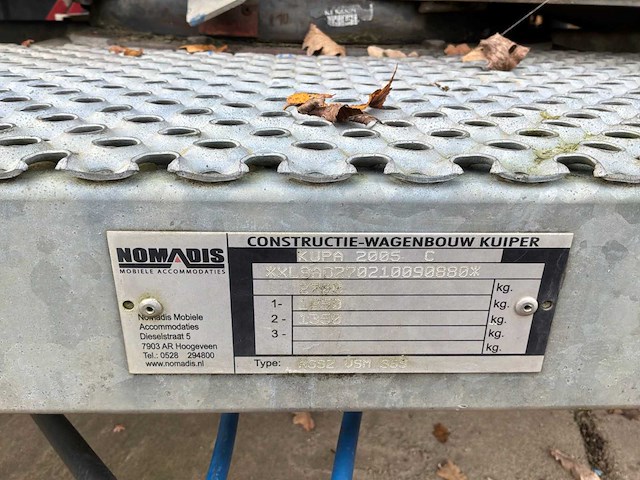 NOMADIS
MOBIELE ACCOMMODATIES
Nomadis Mobiele
Accommodaties
Dieselstraat 5
7903 AR Hoogeveen
Tel.: 0528 294800
www.nomadis.nl
CONSTRUCTIE-WAGENBOUW KUIPER
KUPA 2005 C
kg.
1- kg.
2- kg.
3- kg.
kg.
Type: